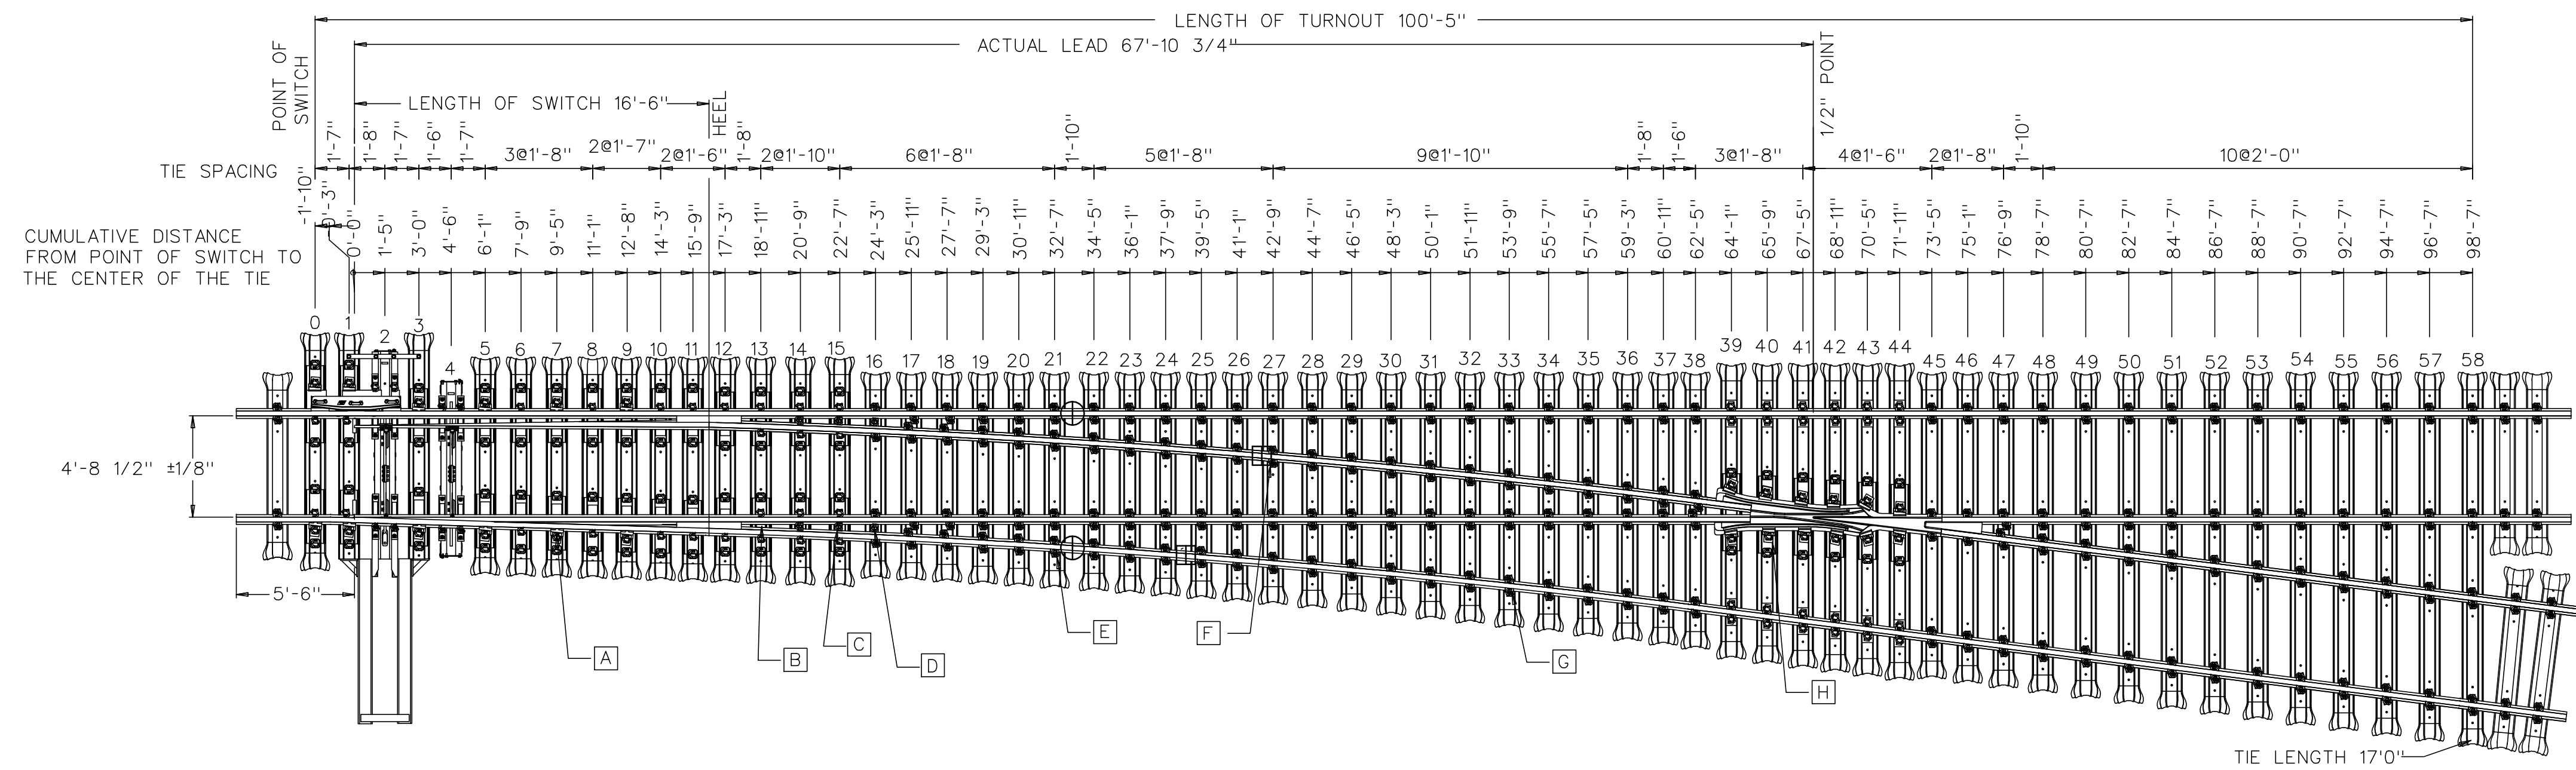 LENGTH OF TURNOUT 100'-5"
ACTUAL LEAD 67'-10 3/4"
POINT OF
SWITCH
LENGTH OF SWITCH 16'-6"
HEEL
1/2" POINT
TIE SPACING
1'-7" 1'-8" 1'-7" 1'-6" 1'-7" 3@1'-8" 2@1'-7" 2@1'-6" 1'-8" 2@1'-10" 6@1'-8" 1'-10" 5@1'-8" 9@1'-10" 1'-8" 1'-6" 3@1'-8" 4@1'-6" 2@1'-8" 1'-10" 10@2'-0"
CUMULATIVE DISTANCE
FROM POINT OF SWITCH TO
THE CENTER OF THE TIE
-1'-10" -0'-3" 0'-0" 1'-5" 3'-0" 4'-6" 6'-1" 7'-9" 9'-5" 11'-1" 12'-8" 14'-3" 15'-9" 17'-3" 18'-11" 20'-9" 22'-7" 24'-3" 25'-11" 27'-7" 29'-3" 30'-11" 32'-7" 34'-5" 36'-1" 37'-9" 39'-5" 41'-1" 42'-9" 44'-7" 46'-5" 48'-3" 50'-1" 51'-11" 53'-9" 55'-7" 57'-5" 59'-3" 60'-11" 62'-5" 64'-1" 65'-9" 67'-5" 68'-11" 70'-5" 71'-11" 73'-5" 75'-1" 76'-9" 78'-7" 80'-7" 82'-7" 84'-7" 86'-7" 88'-7" 90'-7" 92'-7" 94'-7" 96'-7" 98'-7"
0 1 2 3 4 5 6 7 8 9 10 11 12 13 14 15 16 17 18 19 20 21 22 23 24 25 26 27 28 29 30 31 32 33 34 35 36 37 38 39 40 41 42 43 44 45 46 47 48 49 50 51 52 53 54 55 56 57 58
4'-8 1/2" ±1/8"
5'-6"
A
B
C
D
E
F
G
H
TIE LENGTH 17'0"